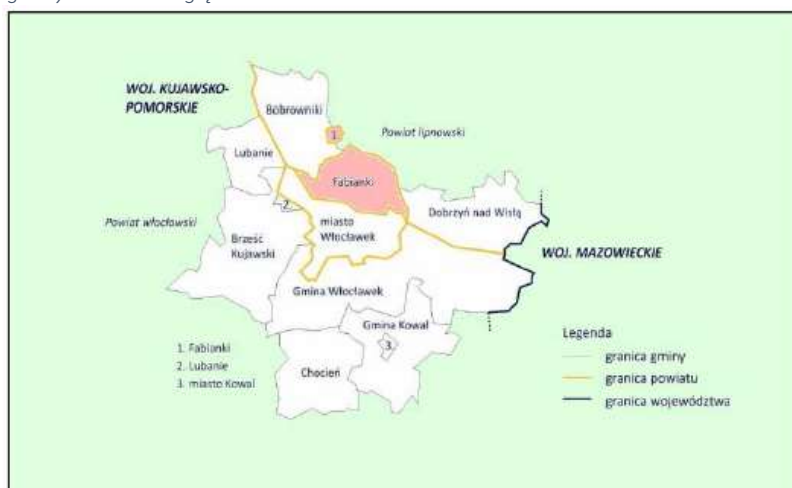 WOJ. KUJAWSKO-
POMORSKIE
Bobrowniki
1.
Powiat lipnowski
Lubanie
Fabianki
2.
Dobrzyń nad Wisłą
Powiat włocławski
miasto
Włocławek
Brześć
Kujawski
WOJ. MAZOWIECKIE
Gmina Włocławek
Gmina Kowal
3.
Chocień
1. Fabianki
2. Lubanie
3. miasto Kowal
Legenda
granica gminy
granica powiatu
granica województwa